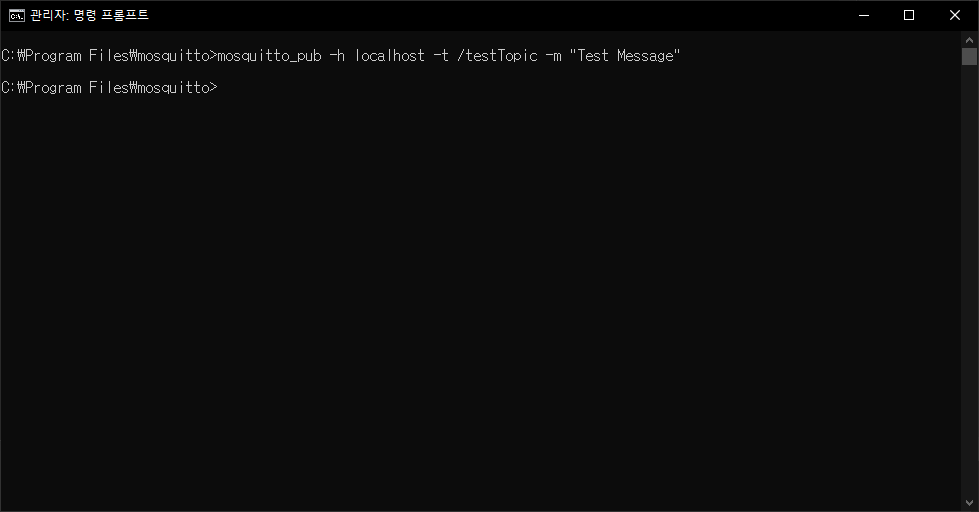 관리자: 명령 프롬프트
C:₩Program Files₩mosquitto>mosquitto_pub -h localhost -t /testTopic -m "Test Message"
C:₩Program Files₩mosquitto>